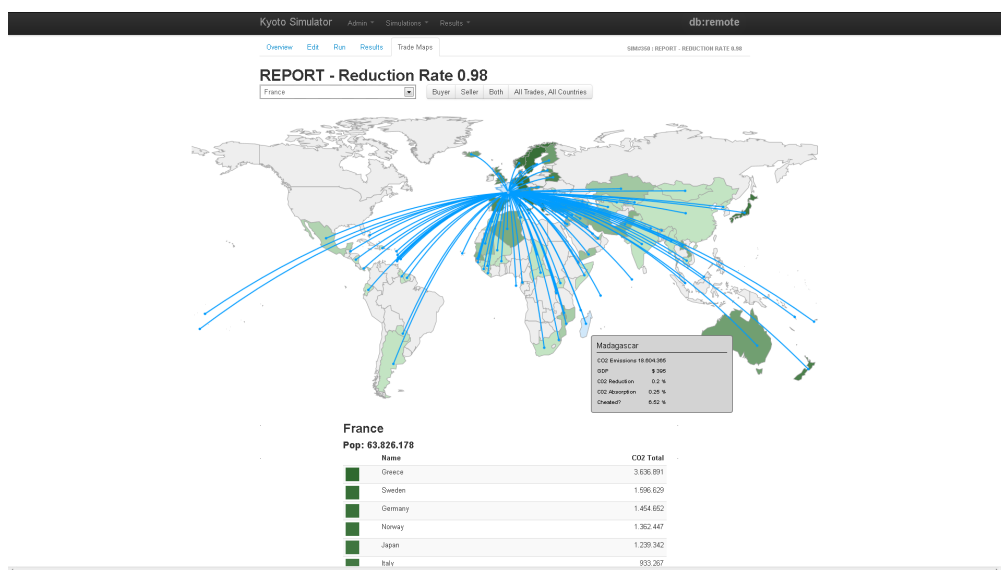 Kyoto Simulator Admin Simulations Results db:remote
Overview Edit Run Results Trade Maps SIM#360 : REPORT - REDUCTION RATE 0.98
REPORT - Reduction Rate 0.98
France Buyer Seller Both All Trades, All Countries
Madagascar
CO2 Emissions 18.604.365
GDP $ 395
CO2 Reduction 0.2 %
CO2 Absorption 0.25 %
Cheated? 6.52 %
France
Pop: 63.826.178
Name CO2 Total
Greece 3.636.891
Sweden 1.596.629
Germany 1.454.652
Norway 1.362.447
Japan 1.239.342
Italy 933.267